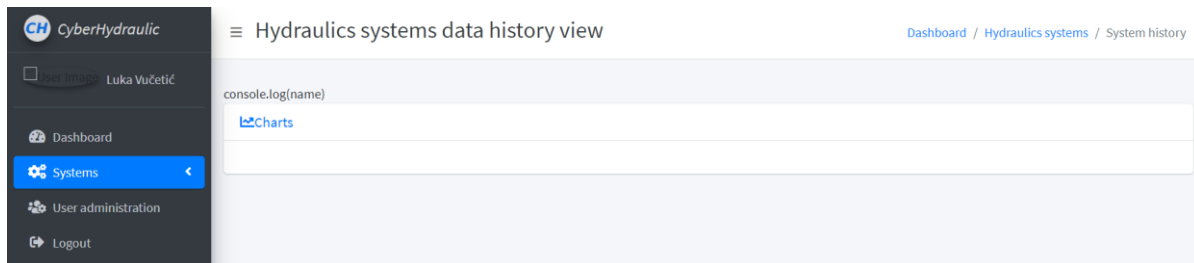 CH CyberHydraulic
User Image Luka Vučetić
Dashboard
Systems
User administration
Logout
Hydraulics systems data history view
Dashboard / Hydraulics systems / System history
console.log(name)
Charts